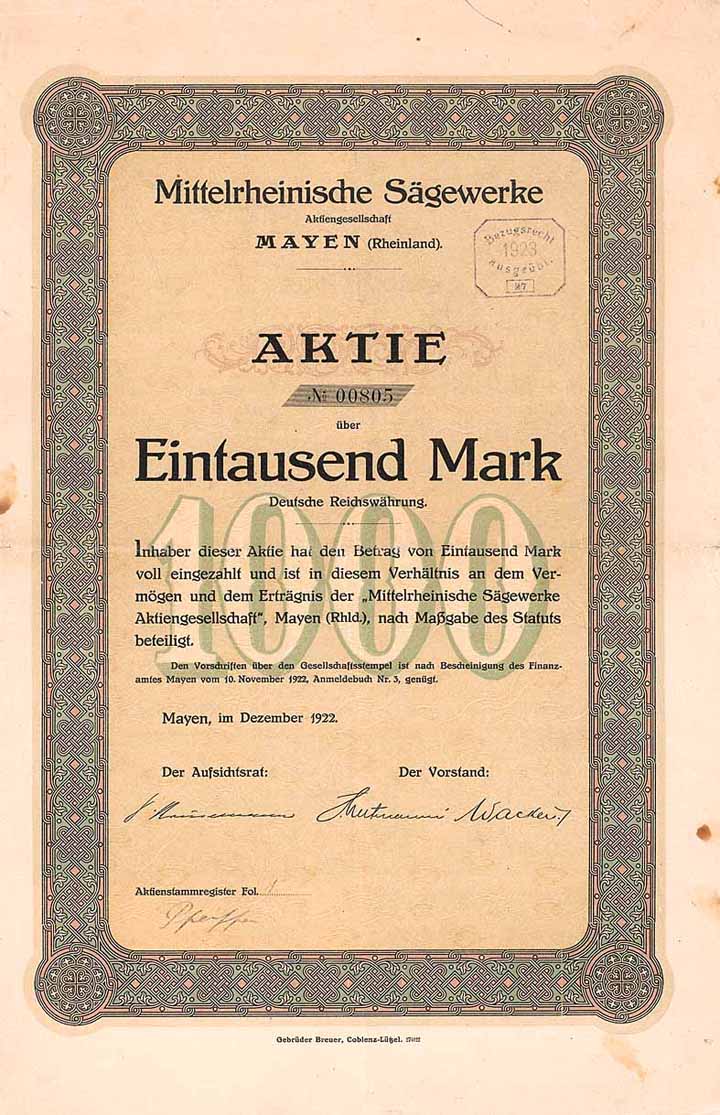 Mittelrheinische Sägewerke
Aktiengesellschaft
MAYEN (Rheinland).
Bezugsrecht
1923
ausgeübt.
27
AKTIE
№ 00805
über
Eintausend Mark
Deutsche Reichswährung.
1000
Inhaber dieser Aktie hat den Betrag von Eintausend Mark
voll eingezahlt und ist in diesem Verhältnis an dem Ver-
mögen und dem Erträgnis der „Mittelrheinische Sägewerke
Aktiengesellschaft", Mayen (Rhld.), nach Maßgabe des Statuts
beteiligt.
Den Vorschriften über den Gesellschaftsstempel ist nach Bescheinigung des Finanz-
amtes Mayen vom 10. November 1922, Anmeldebuch Nr. 3, genügt.
Mayen, im Dezember 1922.
Der Aufsichtsrat: Der Vorstand:
Aktienstammregister Fol. 1
Gebrüder Breuer, Coblenz-Lützel.